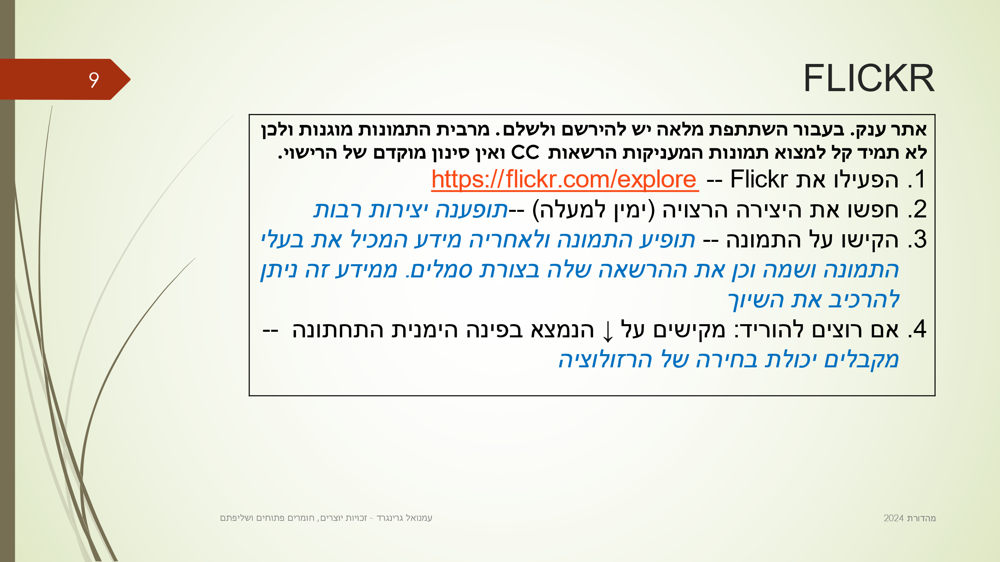 9
FLICKR
אתר ענק. בעבור השתתפת מלאה יש להירשם ולשלם. מרבית התמונות מוגנות ולכן
לא תמיד קל למצוא תמונות המעניקות הרשאות CC ואין סינון מוקדם של הרישוי.
1. הפעילו את Flickr -- https://flickr.com/explore
2. חפשו את היצירה הרצויה (ימין למעלה) --תופענה יצירות רבות
3. הקישו על התמונה -- תופיע התמונה ולאחריה מידע המכיל את בעלי
התמונה ושמה וכן את ההרשאה שלה בצורת סמלים. ממידע זה ניתן
להרכיב את השיוך
4. אם רוצים להוריד: מקישים על ↓ הנמצא בפינה הימנית התחתונה --
מקבלים יכולת בחירה של הרזולוציה
מהדורת 2024
עמנואל גרינגרד - זכויות יוצרים, חומרים פתוחים ושליפתם